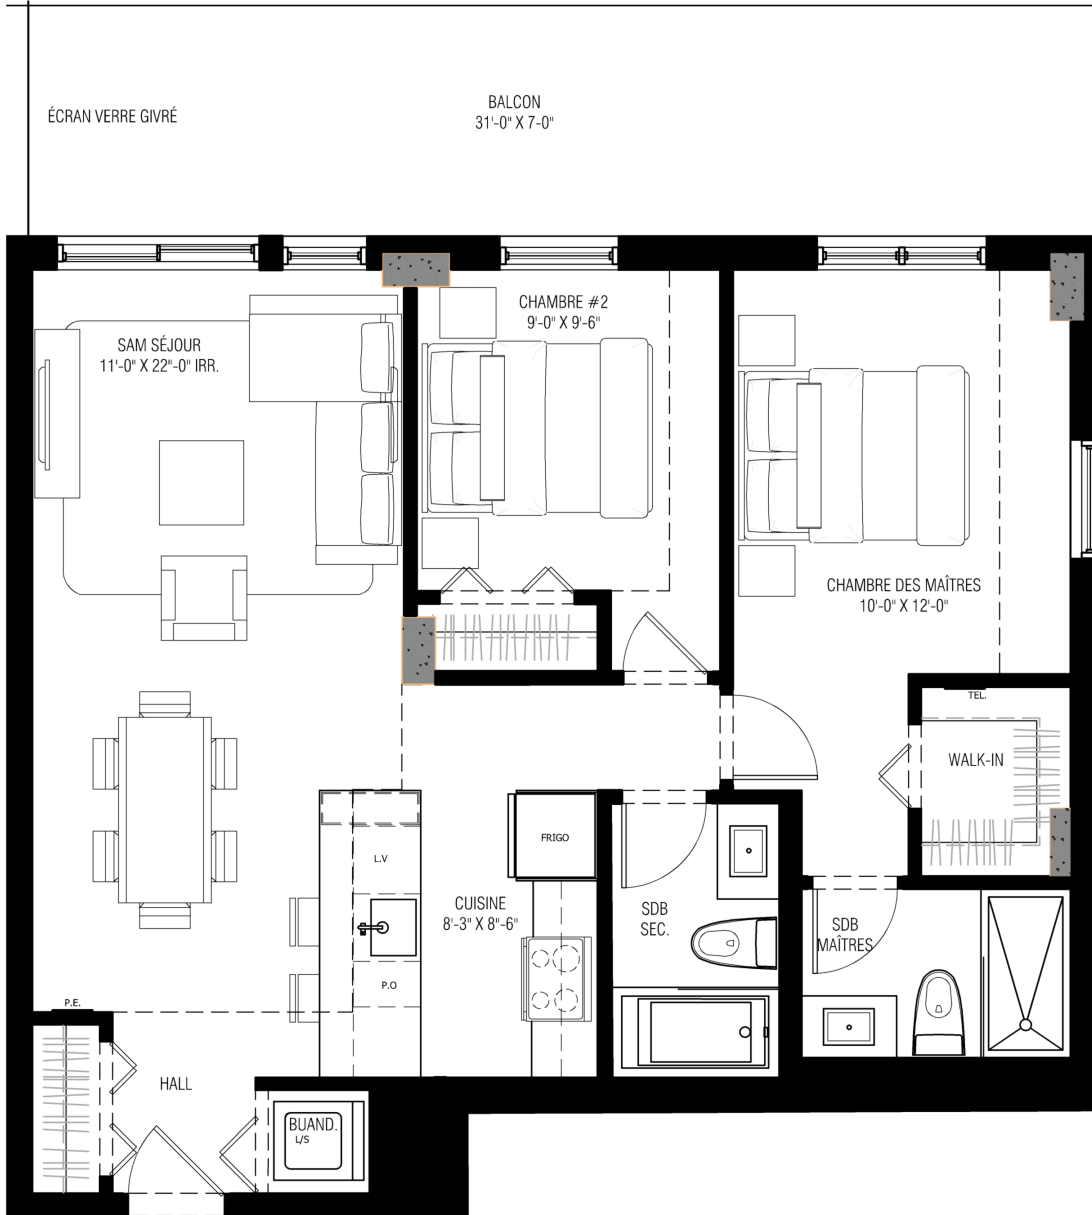 ÉCRAN VERRE GIVRÉ
BALCON
31'-0" X 7-0"
SAM SÉJOUR
11'-0" X 22"-0" IRR.
CHAMBRE #2
9'-0" X 9'-6"
CHAMBRE DES MAÎTRES
10'-0" X 12'-0"
TEL.
WALK-IN
FRIGO
L.V
CUISINE
8'-3" X 8"-6"
P.O
SDB
SEC.
SDB
MAÎTRES
P.E.
HALL
BUAND.
L/S